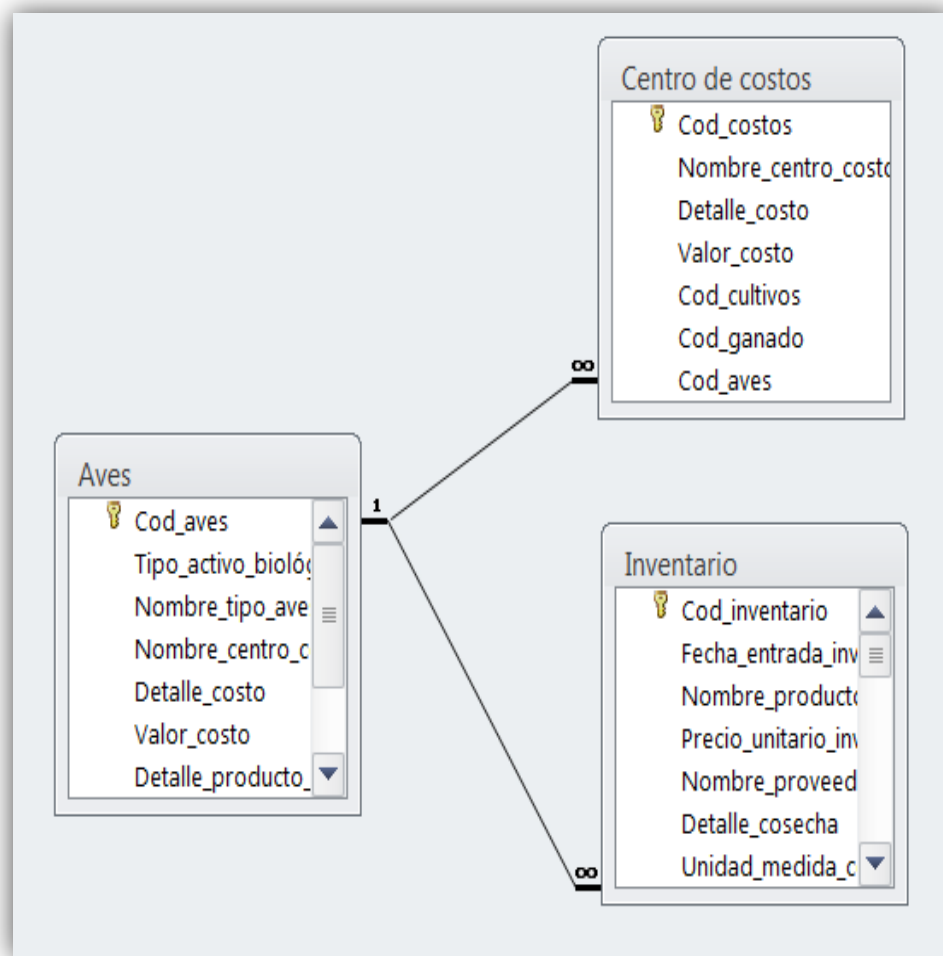 Centro de costos
Cod_costos
Nombre_centro_costo
Detalle_costo
Valor_costo
Cod_cultivos
Cod_ganado
Cod_aves
∞
Aves
1
Cod_aves
Tipo_activo_biológ
Nombre_tipo_ave
Nombre_centro_c
Detalle_costo
Valor_costo
Detalle_producto_
Inventario
Cod_inventario
Fecha_entrada_inv
Nombre_producto
Precio_unitario_inv
Nombre_proveed
Detalle_cosecha
Unidad_medida_c
∞